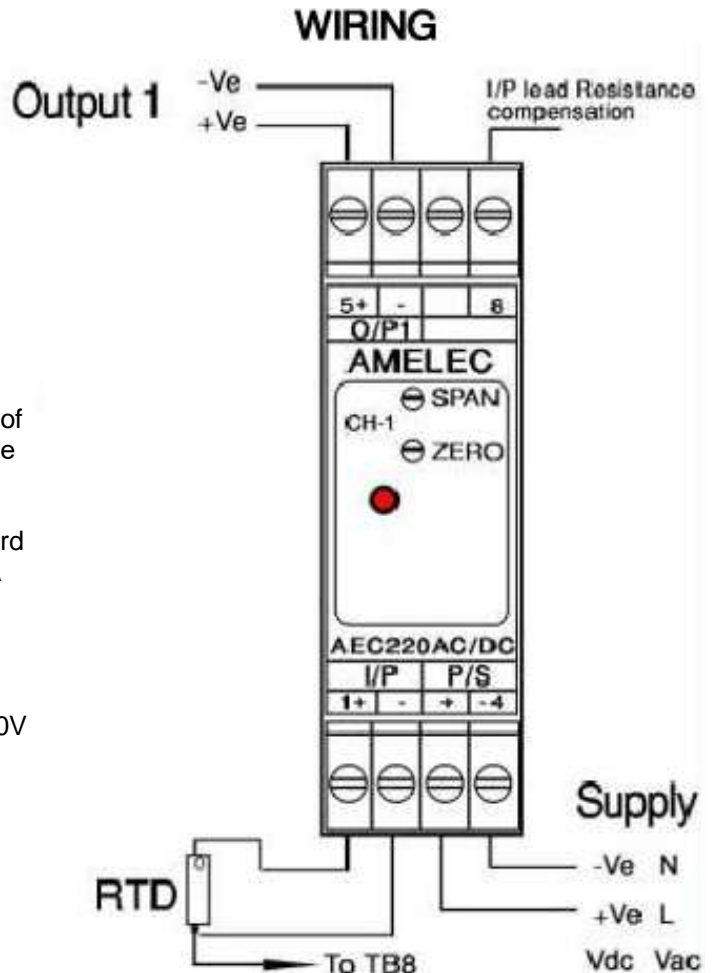 WIRING
Output 1
-Ve
+Ve
I/P lead Resistance
compensation
5+ - 8
O/P1
AMELEC
SPAN
CH-1
ZERO
AEC220AC/DC
I/P P/S
1+ - + -4
of
e
rd
0V
Supply
RTD
-Ve N
+Ve L
To TB8
Vdc Vac